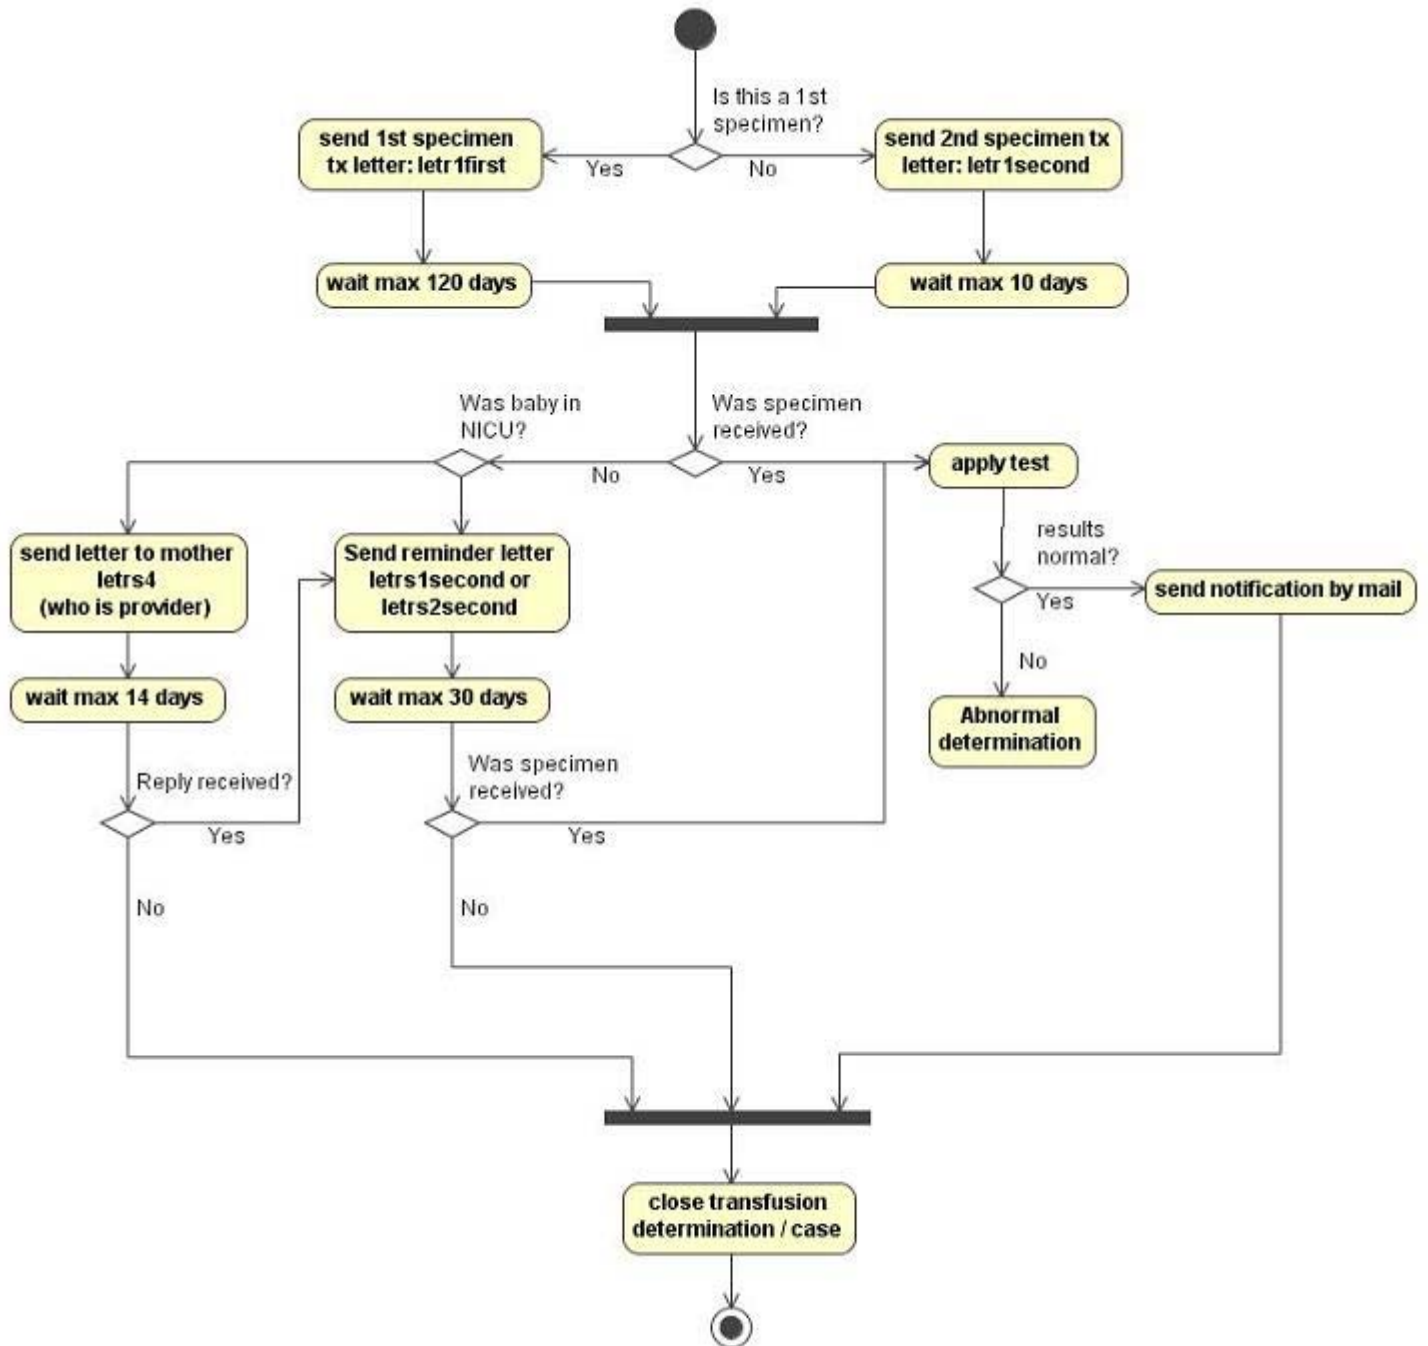 Is this a 1st
specimen?
send 1st specimen
tx letter: letr1first
Yes
No
send 2nd specimen tx
letter: letr1second
wait max 120 days
wait max 10 days
Was baby in
NICU?
Was specimen
received?
No
Yes
apply test
send letter to mother
letrs4
(who is provider)
Send reminder letter
letrs1second or
letrs2second
results
normal?
Yes
send notification by mail
No
wait max 14 days
wait max 30 days
Abnormal
determination
Reply received?
Yes
Was specimen
received?
Yes
No
No
close transfusion
determination / case